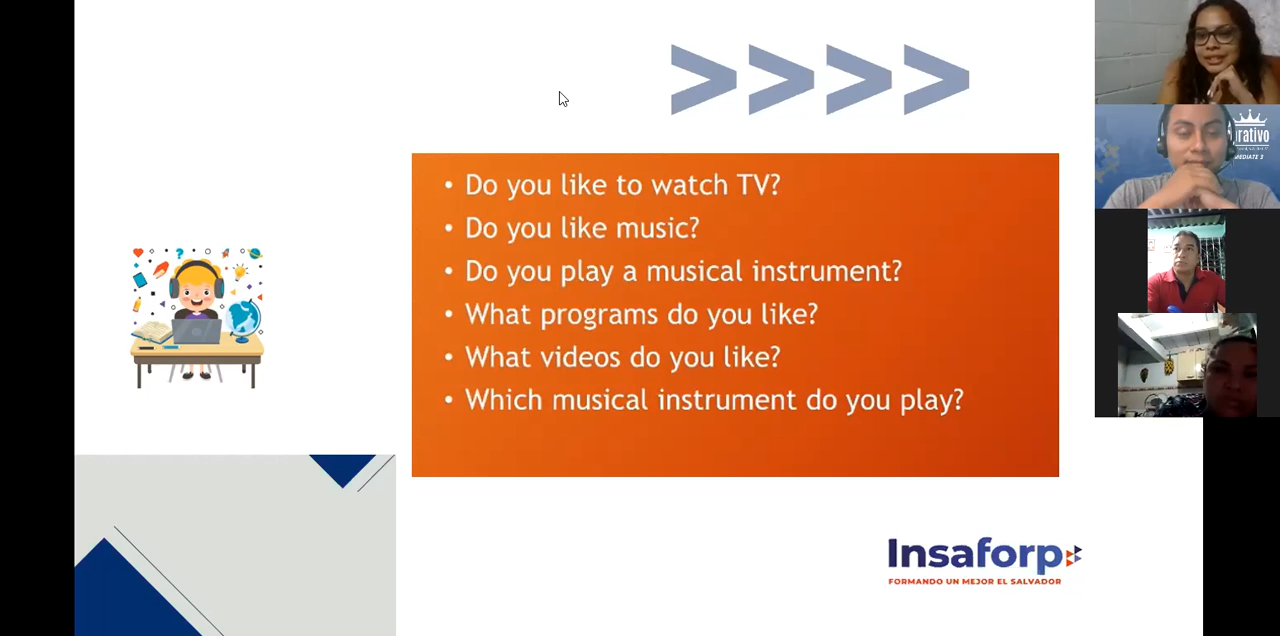 >>>>
• Do you like to watch TV?
• Do you like music?
• Do you play a musical instrument?
• What programs do you like?
• What videos do you like?
• Which musical instrument do you play?
Insaforp
FORMANDO UN MEJOR EL SALVADOR